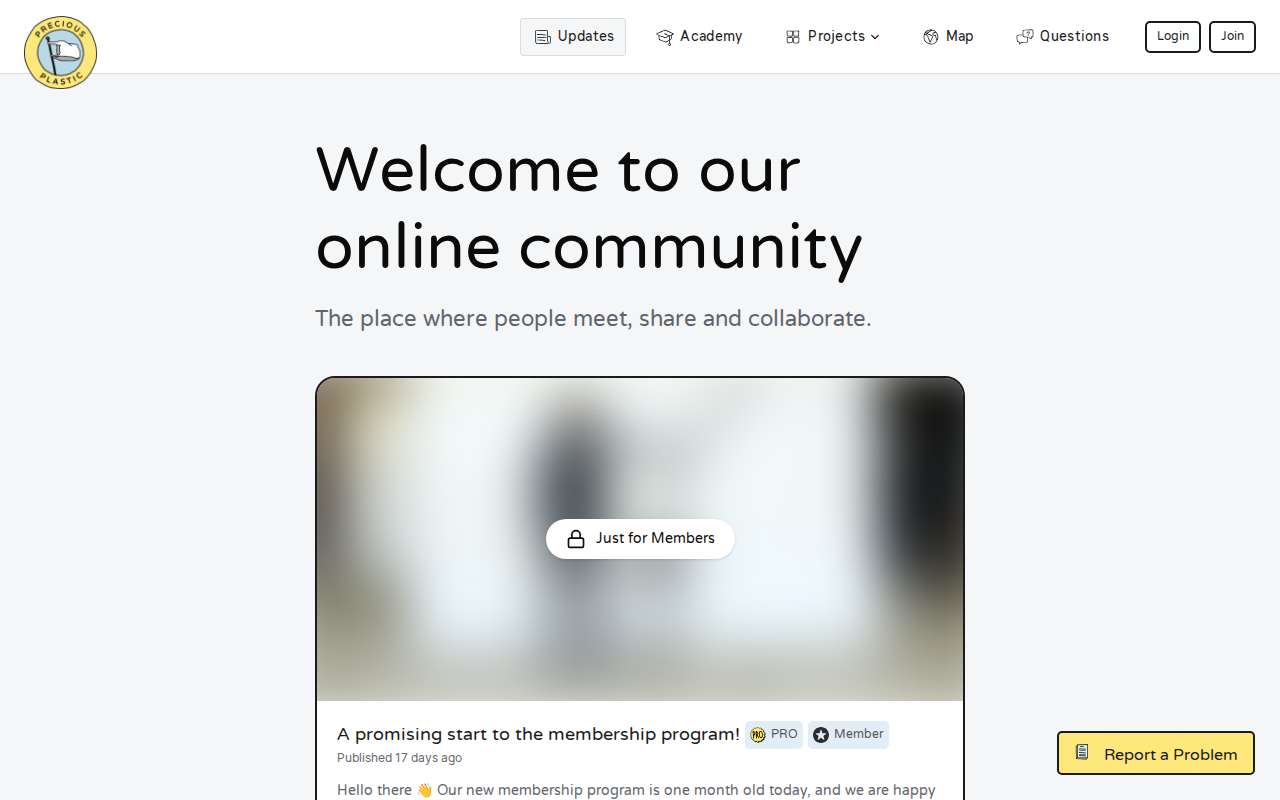 PRECIOUS PLASTIC
Updates
Academy
Projects
Map
Questions
Login
Join
Welcome to our
online community
The place where people meet, share and collaborate.
Just for Members
A promising start to the membership program! PRO PRO Member
Published 17 days ago
Hello there 👋 Our new membership program is one month old today, and we are happy
Report a Problem